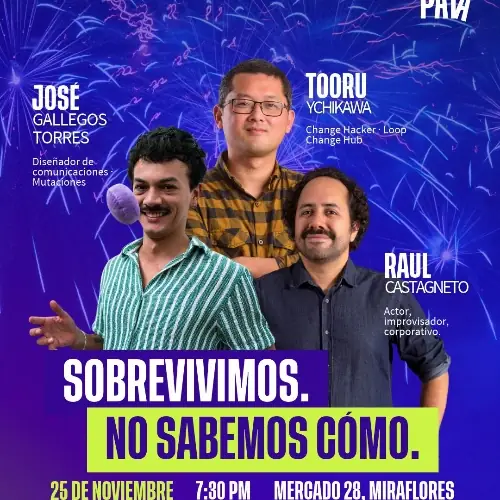 PAW
JOSÉ
GALLEGOS
TORRES
Diseñador de
comunicaciones ·
Mutaciones
TOORU
YCHIKAWA
Change Hacker · Loop
Change Hub
RAUL
CASTAGNETO
Actor,
improvisador,
corporativo.
SOBREVIVIMOS.
NO SABEMOS CÓMO.
25 DE NOVIEMBRE 7:30 PM MERCADO 28, MIRAFLORES